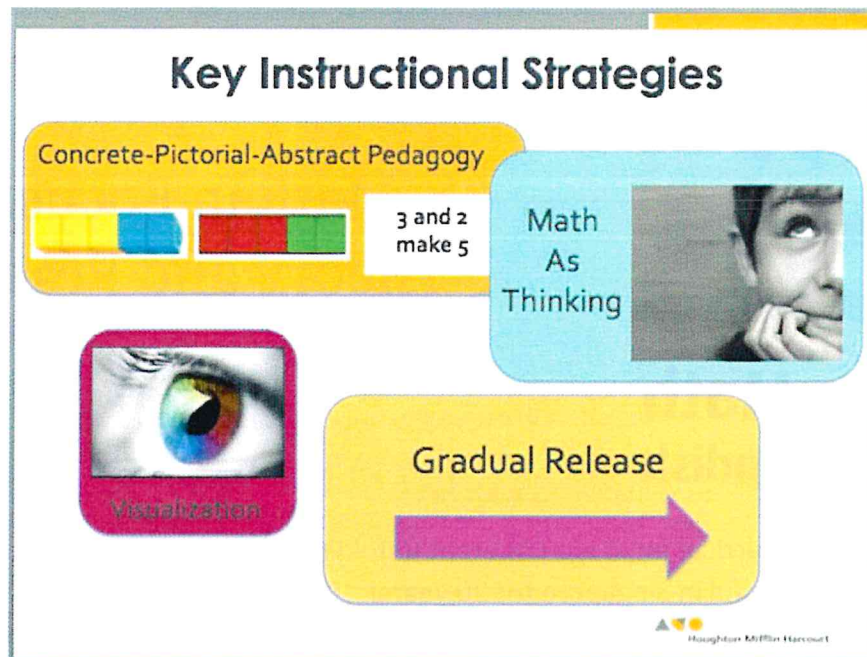 Key Instructional Strategies
Concrete-Pictorial-Abstract Pedagogy
3 and 2
make 5
Math
As
Thinking
Visualization
Gradual Release
Houghton Mifflin Harcourt